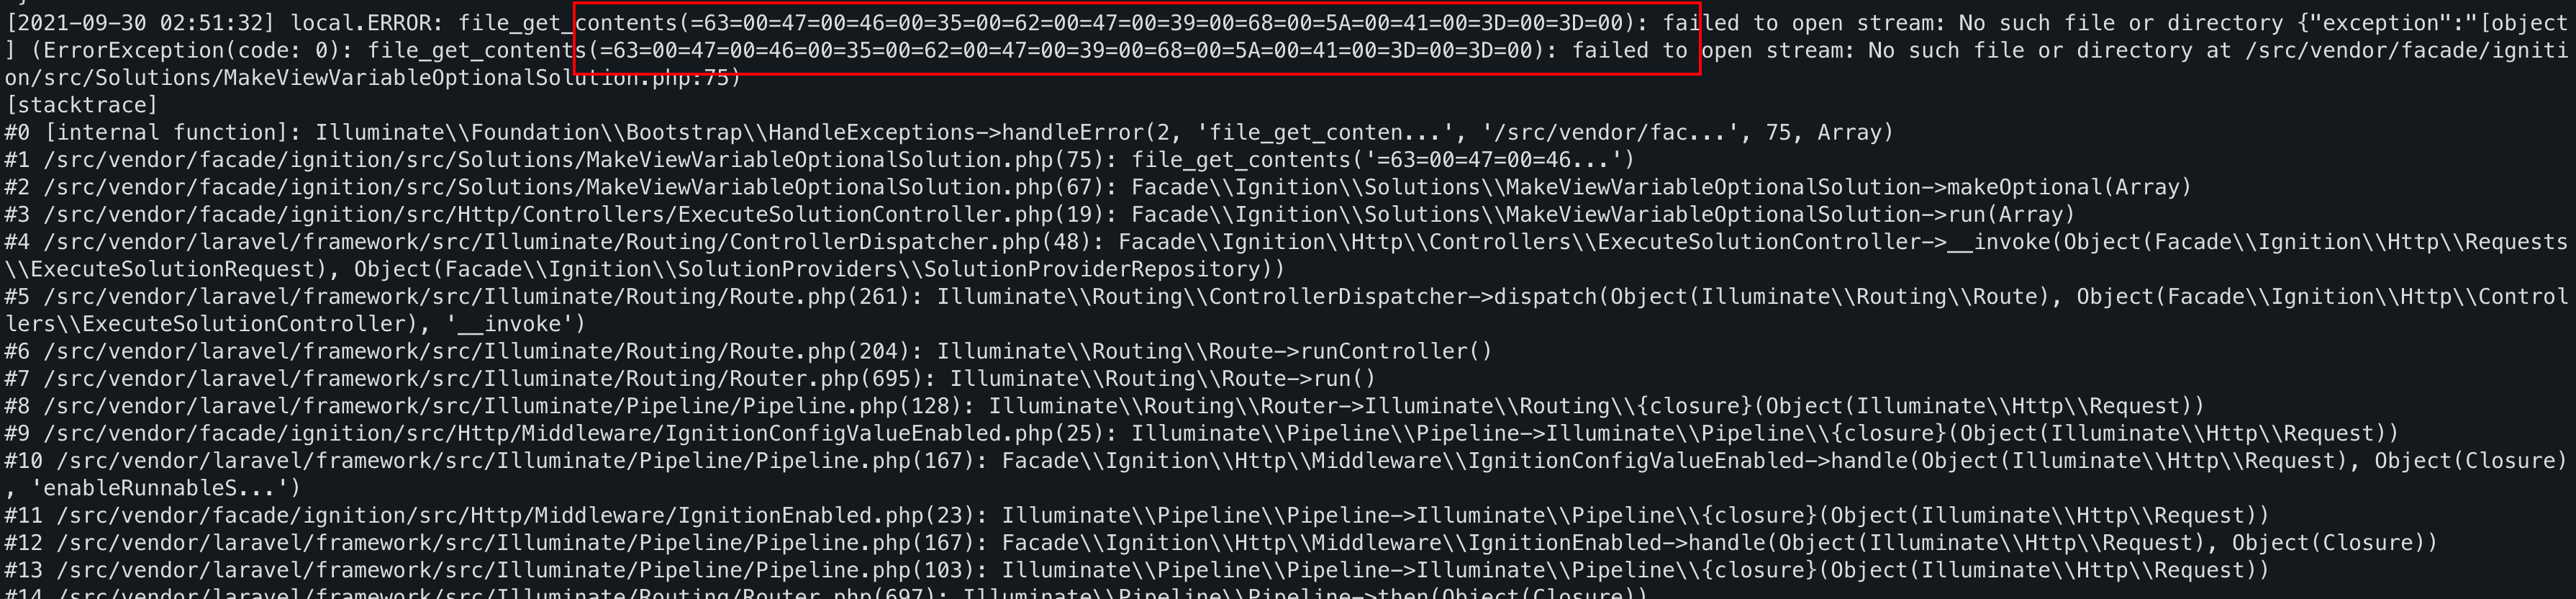 [2021-09-30 02:51:32] local.ERROR: file_get_contents(=63=00=47=00=46=00=35=00=62=00=47=00=39=00=68=00=5A=00=41=00=3D=00=3D=00): failed to open stream: No such file or directory {"exception":"[object
] (ErrorException(code: 0): file_get_contents(=63=00=47=00=46=00=35=00=62=00=47=00=39=00=68=00=5A=00=41=00=3D=00=3D=00): failed to open stream: No such file or directory at /src/vendor/facade/igniti
on/src/Solutions/MakeViewVariableOptionalSolution.php:75)
[stacktrace]
#0 [internal function]: Illuminate\\Foundation\\Bootstrap\\HandleExceptions->handleError(2, 'file_get_conten...', '/src/vendor/fac...', 75, Array)
#1 /src/vendor/facade/ignition/src/Solutions/MakeViewVariableOptionalSolution.php(75): file_get_contents('=63=00=47=00=46...')
#2 /src/vendor/facade/ignition/src/Solutions/MakeViewVariableOptionalSolution.php(67): Facade\\Ignition\\Solutions\\MakeViewVariableOptionalSolution->makeOptional(Array)
#3 /src/vendor/facade/ignition/src/Http/Controllers/ExecuteSolutionController.php(19): Facade\\Ignition\\Solutions\\MakeViewVariableOptionalSolution->run(Array)
#4 /src/vendor/laravel/framework/src/Illuminate/Routing/ControllerDispatcher.php(48): Facade\\Ignition\\Http\\Controllers\\ExecuteSolutionController->__invoke(Object(Facade\\Ignition\\Http\\Requests
\\ExecuteSolutionRequest), Object(Facade\\Ignition\\SolutionProviders\\SolutionProviderRepository))
#5 /src/vendor/laravel/framework/src/Illuminate/Routing/Route.php(261): Illuminate\\Routing\\ControllerDispatcher->dispatch(Object(Illuminate\\Routing\\Route), Object(Facade\\Ignition\\Http\\Control
lers\\ExecuteSolutionController), '__invoke')
#6 /src/vendor/laravel/framework/src/Illuminate/Routing/Route.php(204): Illuminate\\Routing\\Route->runController()
#7 /src/vendor/laravel/framework/src/Illuminate/Routing/Router.php(695): Illuminate\\Routing\\Route->run()
#8 /src/vendor/laravel/framework/src/Illuminate/Pipeline/Pipeline.php(128): Illuminate\\Routing\\Router->Illuminate\\Routing\\{closure}(Object(Illuminate\\Http\\Request))
#9 /src/vendor/facade/ignition/src/Http/Middleware/IgnitionConfigValueEnabled.php(25): Illuminate\\Pipeline\\Pipeline->Illuminate\\Pipeline\\{closure}(Object(Illuminate\\Http\\Request))
#10 /src/vendor/laravel/framework/src/Illuminate/Pipeline/Pipeline.php(167): Facade\\Ignition\\Http\\Middleware\\IgnitionConfigValueEnabled->handle(Object(Illuminate\\Http\\Request), Object(Closure)
, 'enableRunnableS...')
#11 /src/vendor/facade/ignition/src/Http/Middleware/IgnitionEnabled.php(23): Illuminate\\Pipeline\\Pipeline->Illuminate\\Pipeline\\{closure}(Object(Illuminate\\Http\\Request))
#12 /src/vendor/laravel/framework/src/Illuminate/Pipeline/Pipeline.php(167): Facade\\Ignition\\Http\\Middleware\\IgnitionEnabled->handle(Object(Illuminate\\Http\\Request), Object(Closure))
#13 /src/vendor/laravel/framework/src/Illuminate/Pipeline/Pipeline.php(103): Illuminate\\Pipeline\\Pipeline->Illuminate\\Pipeline\\{closure}(Object(Illuminate\\Http\\Request))
#14 /src/vendor/laravel/framework/src/Illuminate/Routing/Router.php(697): Illuminate\\Pipeline\\Pipeline->then(Object(Closure))